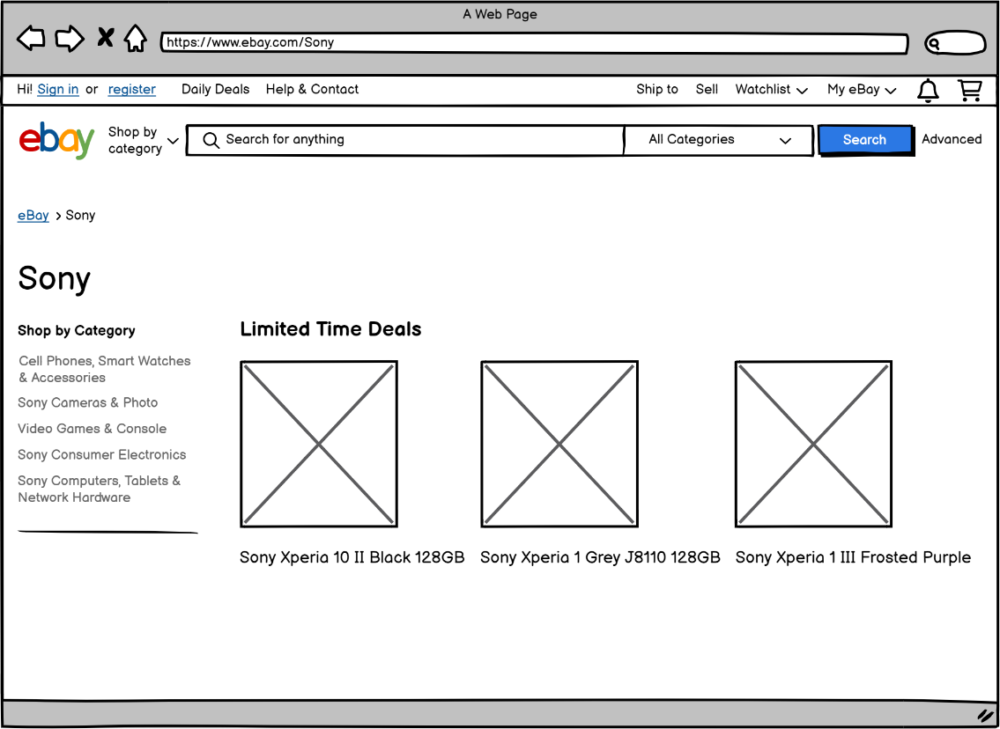 A Web Page
https://www.ebay.com/Sony
Hi! Sign in or register Daily Deals Help & Contact Ship to Sell Watchlist My eBay
ebay
Shop by
category
Search for anything All Categories Search Advanced
eBay > Sony
Sony
Shop by Category
Cell Phones, Smart Watches
& Accessories
Sony Cameras & Photo
Video Games & Console
Sony Consumer Electronics
Sony Computers, Tablets &
Network Hardware
Limited Time Deals
Sony Xperia 10 II Black 128GB
Sony Xperia 1 Grey J8110 128GB
Sony Xperia 1 III Frosted Purple